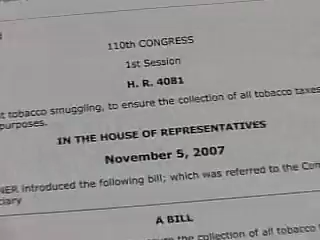 110th CONGRESS
1st Session
H. R. 4081
t tobacco smuggling, to ensure the collection of all tobacco taxes
purposes.
IN THE HOUSE OF REPRESENTATIVES
November 5, 2007
NER introduced the following bill; which was referred to the Com
ciary
A BILL
the collection of all tobacco